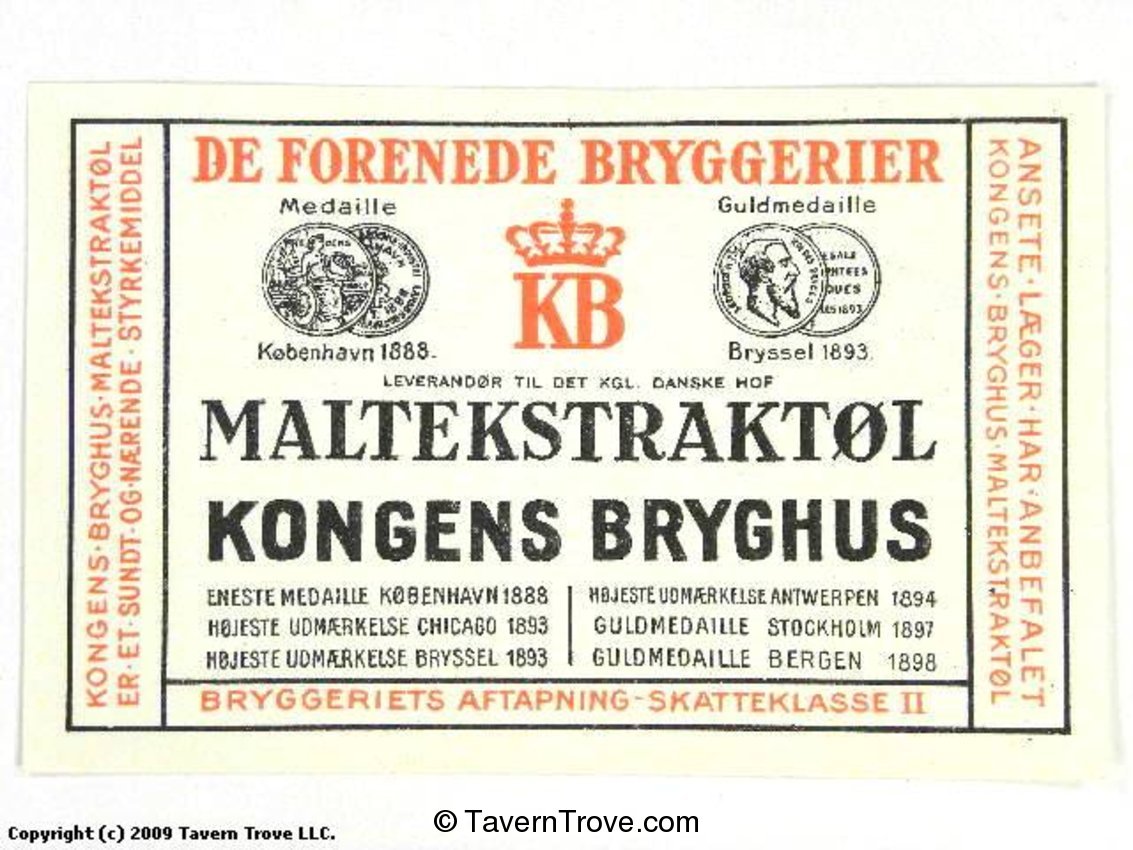 DE FORENEDE BRYGGERIER
Medaille
Guldmedaille
KB
København 1888.
Bryssel 1893.
LEVERANDØR TIL DET KGL. DANSKE HOF
MALTEKSTRAKTØL
KONGENS BRYGHUS
ENESTE MEDAILLE KØBENHAVN 1888
HØJESTE UDMÆRKELSE CHICAGO 1893
HØJESTE UDMÆRKELSE BRYSSEL 1893
HØJESTE UDMÆRKELSE ANTWERPEN 1894
GULDMEDAILLE STOCKHOLM 1897
GULDMEDAILLE BERGEN 1898
BRYGGERIETS AFTAPNING-SKATTEKLASSE II
KONGENS·BRYGHUS·MALTEKSTRAKTØL
ER·ET·SUNDT·OG·NÆRENDE·STYRKEMIDDEL
ANSETE·LÆGER·HAR·ANBEFALET
KONGENS·BRYGHUS·MALTEKSTRAKTØL
Copyright (c) 2009 Tavern Trove LLC.
© TavernTrove.com